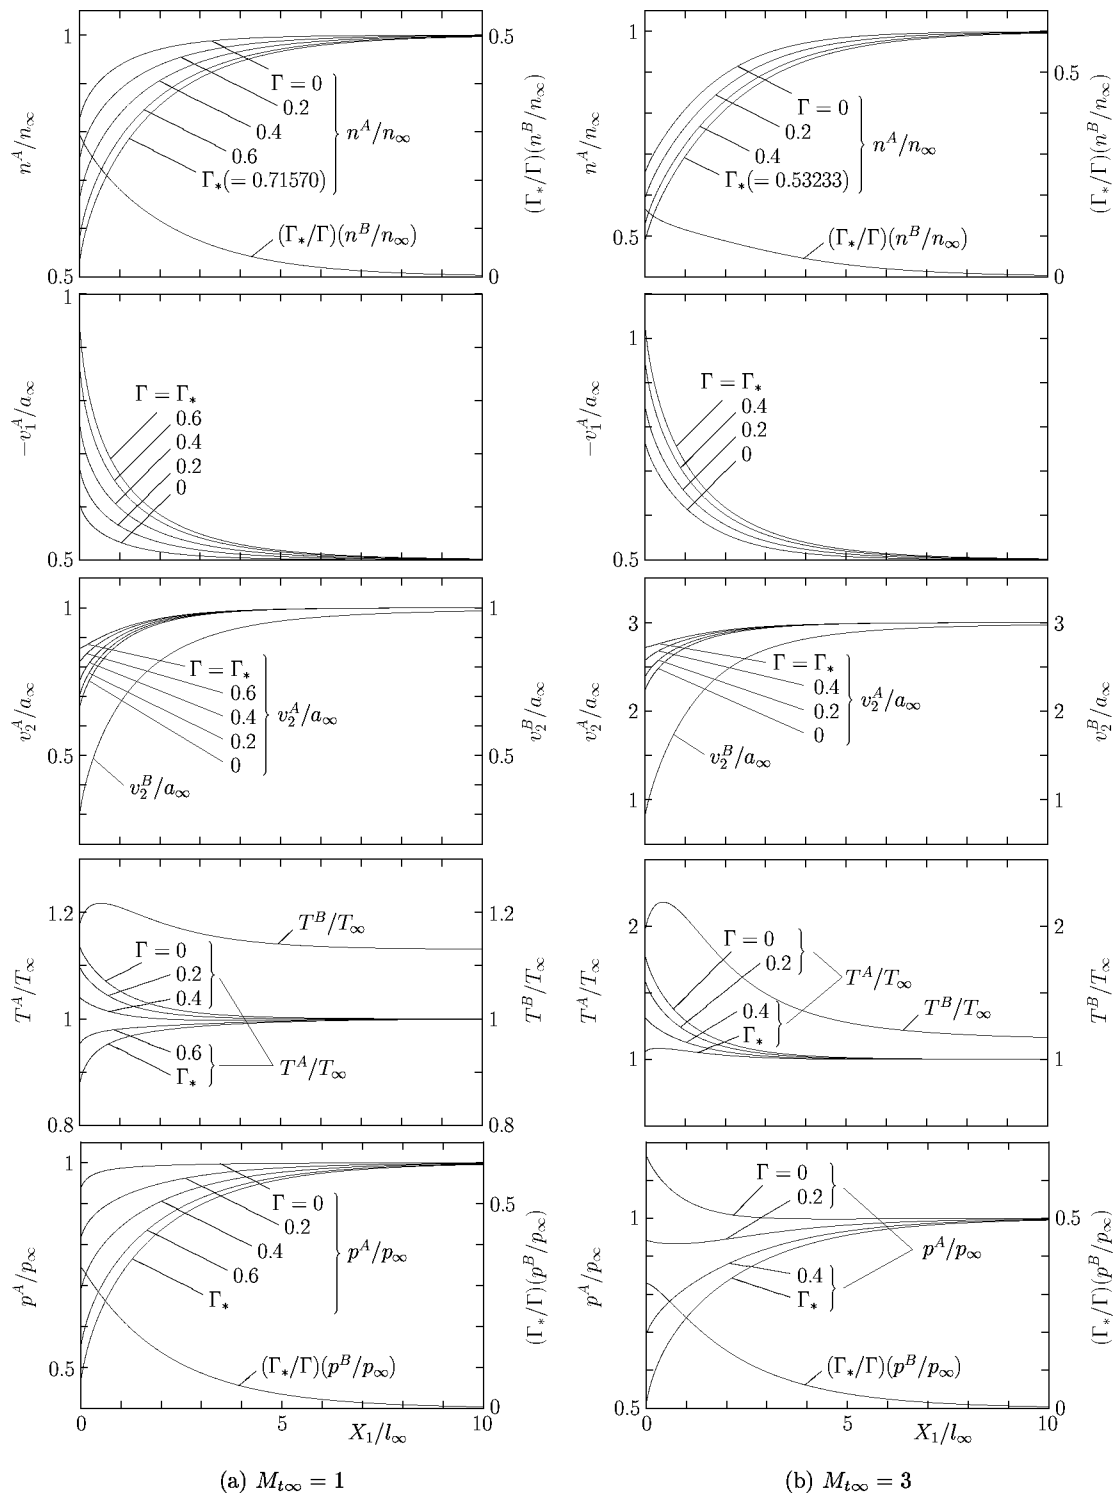 1
n^A/n_∞
0.5
Γ = 0
0.2
0.4
0.6
Γ_*(= 0.71570)
n^A/n_∞
(Γ_*/Γ)(n^B/n_∞)
0.5
(Γ_*/Γ)(n^B/n_∞)
0
1
n^A/n_∞
0.5
Γ = 0
0.2
0.4
Γ_*(= 0.53233)
n^A/n_∞
(Γ_*/Γ)(n^B/n_∞)
0.5
(Γ_*/Γ)(n^B/n_∞)
0
1
−v_1^A/a_∞
0.5
Γ = Γ_*
0.6
0.4
0.2
0
1
−v_1^A/a_∞
0.5
Γ = Γ_*
0.4
0.2
0
1
v_2^A/a_∞
0.5
Γ = Γ_*
0.6
0.4
0.2
0
v_2^A/a_∞
v_2^B/a_∞
1
v_2^B/a_∞
0.5
3
v_2^A/a_∞
2
1
Γ = Γ_*
0.4
0.2
0
v_2^A/a_∞
v_2^B/a_∞
3
v_2^B/a_∞
2
1
1.2
T^A/T_∞
1
0.8
T^B/T_∞
Γ = 0
0.2
0.4
0.6
Γ_*
T^A/T_∞
1.2
T^B/T_∞
1
0.8
2
T^A/T_∞
1
Γ = 0
0.2
T^A/T_∞
T^B/T_∞
0.4
Γ_*
2
T^B/T_∞
1
1
p^A/p_∞
0.5
Γ = 0
0.2
0.4
0.6
Γ_*
p^A/p_∞
(Γ_*/Γ)(p^B/p_∞)
0.5
(Γ_*/Γ)(p^B/p_∞)
0
0 5 10
X_1/l_∞
1
p^A/p_∞
0.5
Γ = 0
0.2
p^A/p_∞
0.4
Γ_*
(Γ_*/Γ)(p^B/p_∞)
0.5
(Γ_*/Γ)(p^B/p_∞)
0
0 5 10
X_1/l_∞
(a) M_{t∞} = 1
(b) M_{t∞} = 3